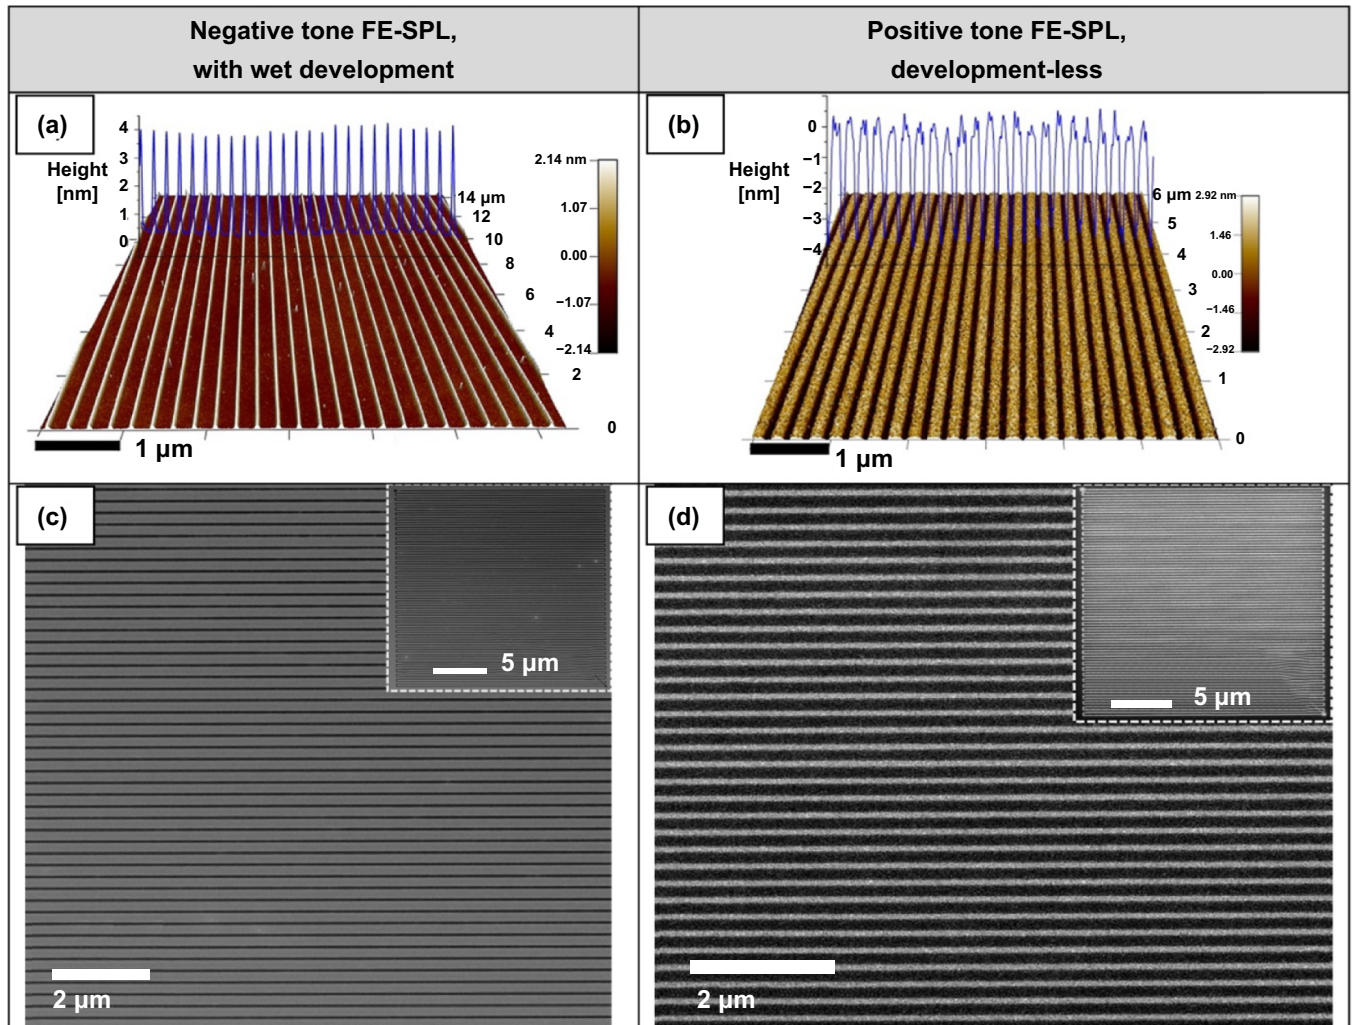 Negative tone FE-SPL,
with wet development
Positive tone FE-SPL,
development-less
(a)
Height
[nm]
4
3
2
1
0
14 µm
12
10
8
6
4
2
0
2.14 nm
1.07
0.00
−1.07
−2.14
1 µm
(b)
Height
[nm]
0
−1
−2
−3
−4
6 µm
5
4
3
2
1
0
2.92 nm
1.46
0.00
−1.46
−2.92
1 µm
(c)
5 µm
2 µm
(d)
5 µm
2 µm